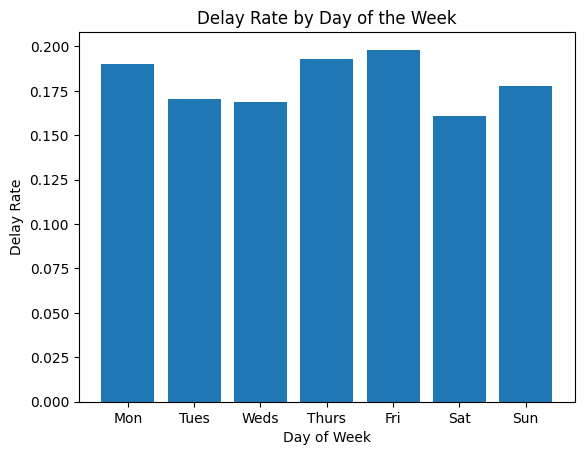 Delay Rate by Day of the Week
Delay Rate
0.200
0.175
0.150
0.125
0.100
0.075
0.050
0.025
0.000
Mon Tues Weds Thurs Fri Sat Sun
Day of Week